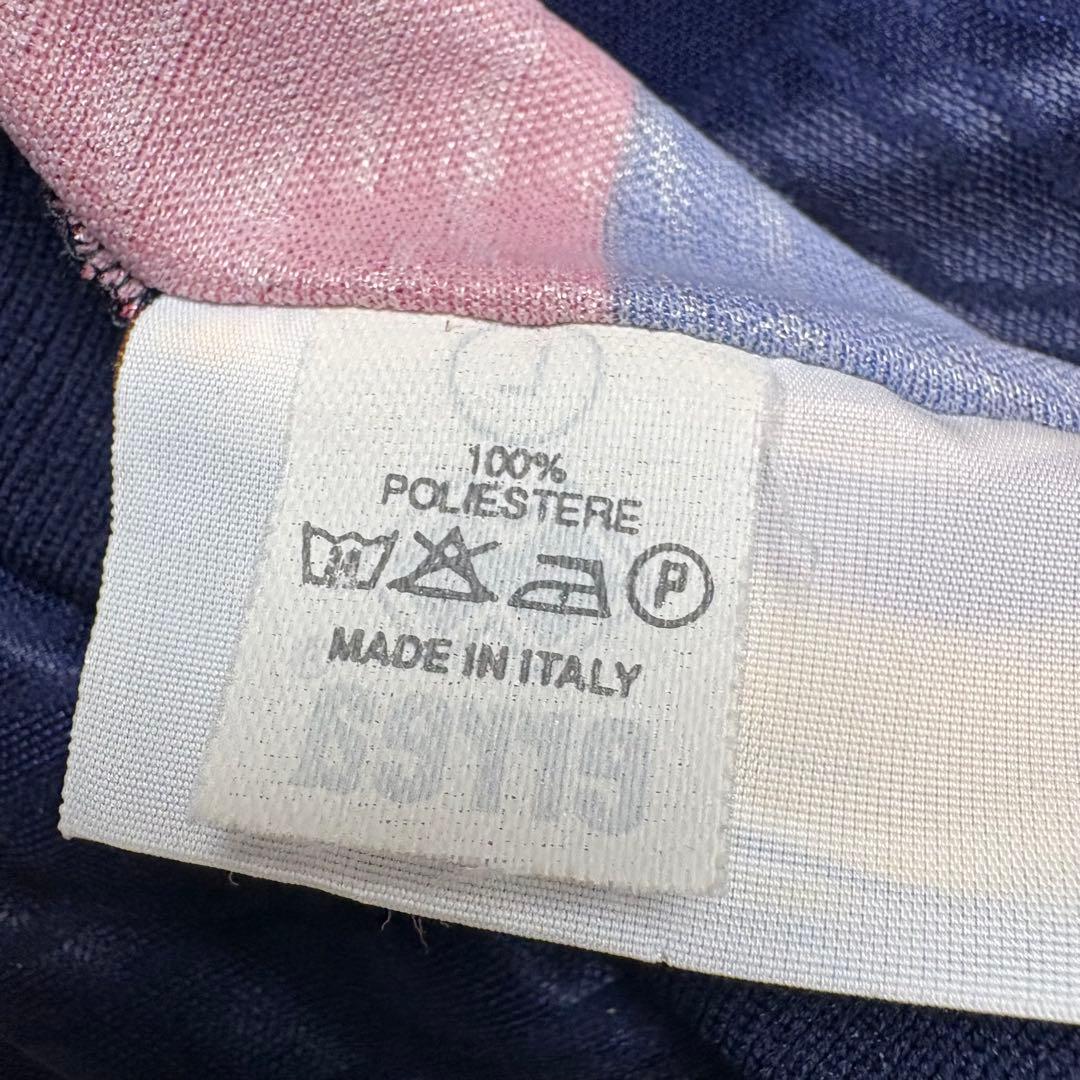 100%
POLIESTERE
P
MADE IN ITALY